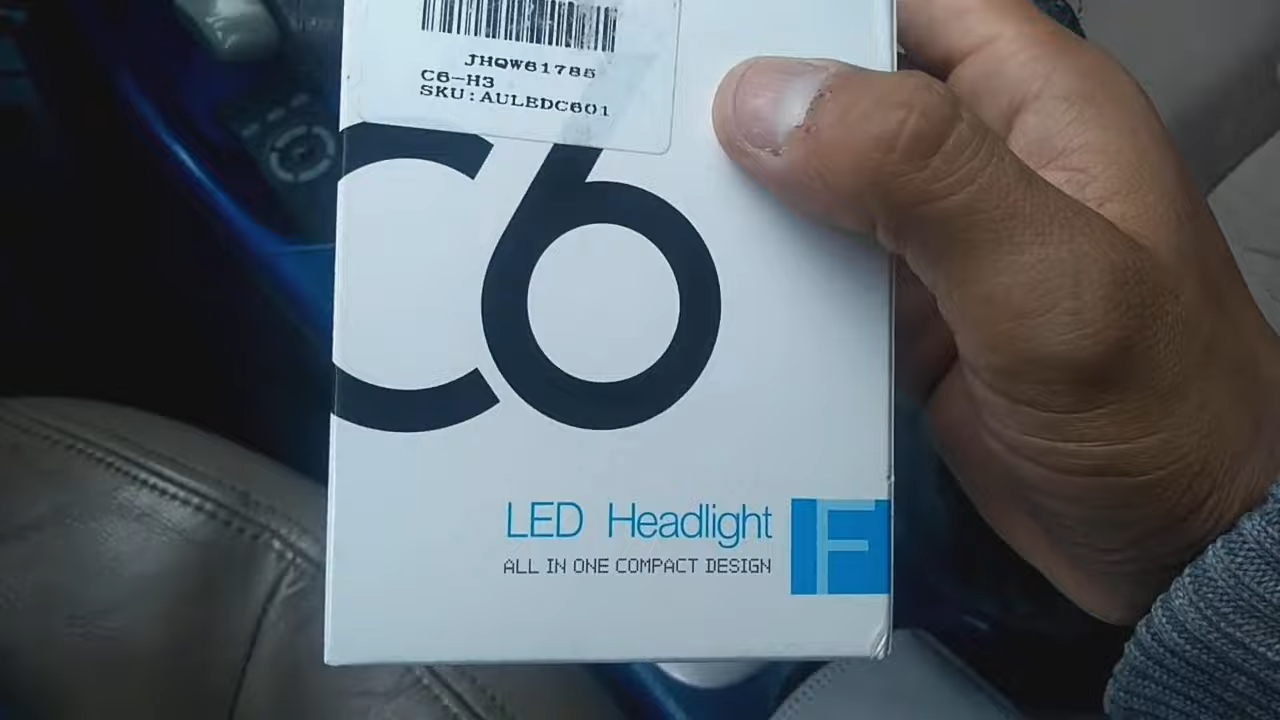 JHQW61785
C6-H3
SKU:AULEDC601
C6
LED Headlight
ALL IN ONE COMPACT DESIGN
F